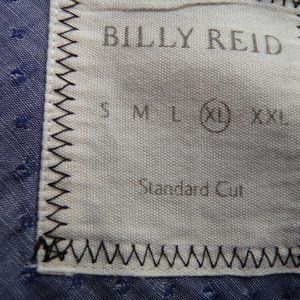 BILLY REID
S M L XL XXL
Standard Cut